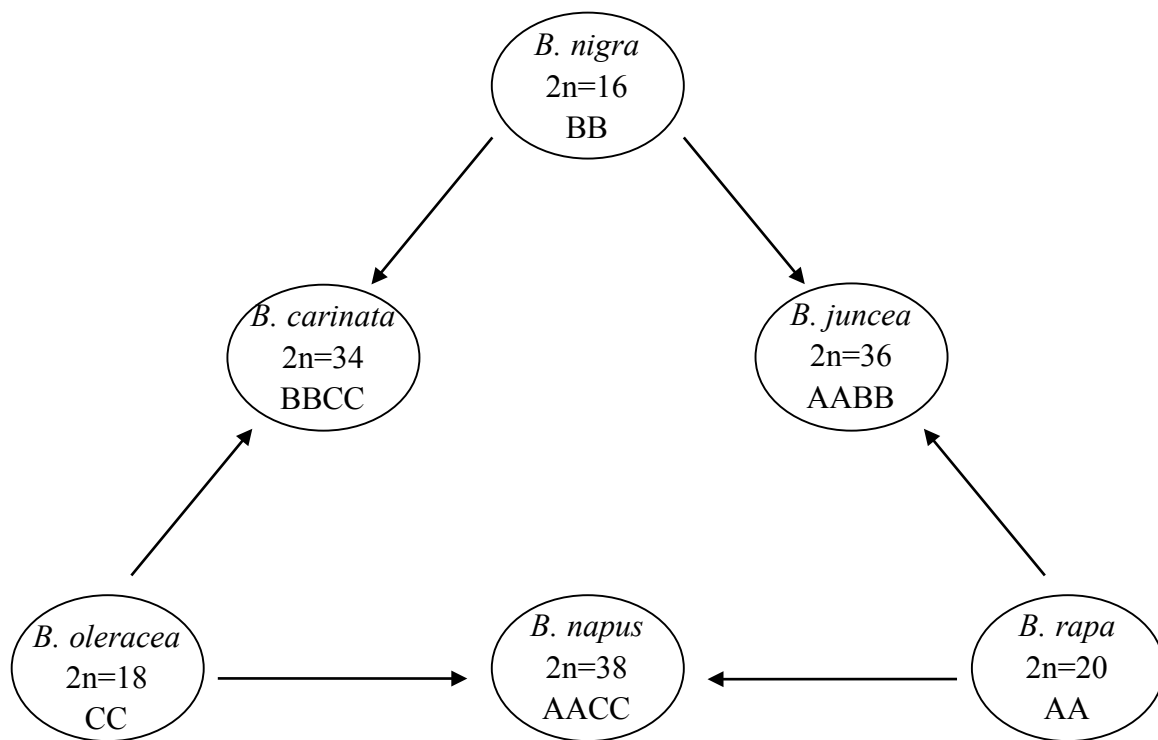 B. nigra
2n=16
BB
B. carinata
2n=34
BBCC
B. juncea
2n=36
AABB
B. oleracea
2n=18
CC
B. napus
2n=38
AACC
B. rapa
2n=20
AA